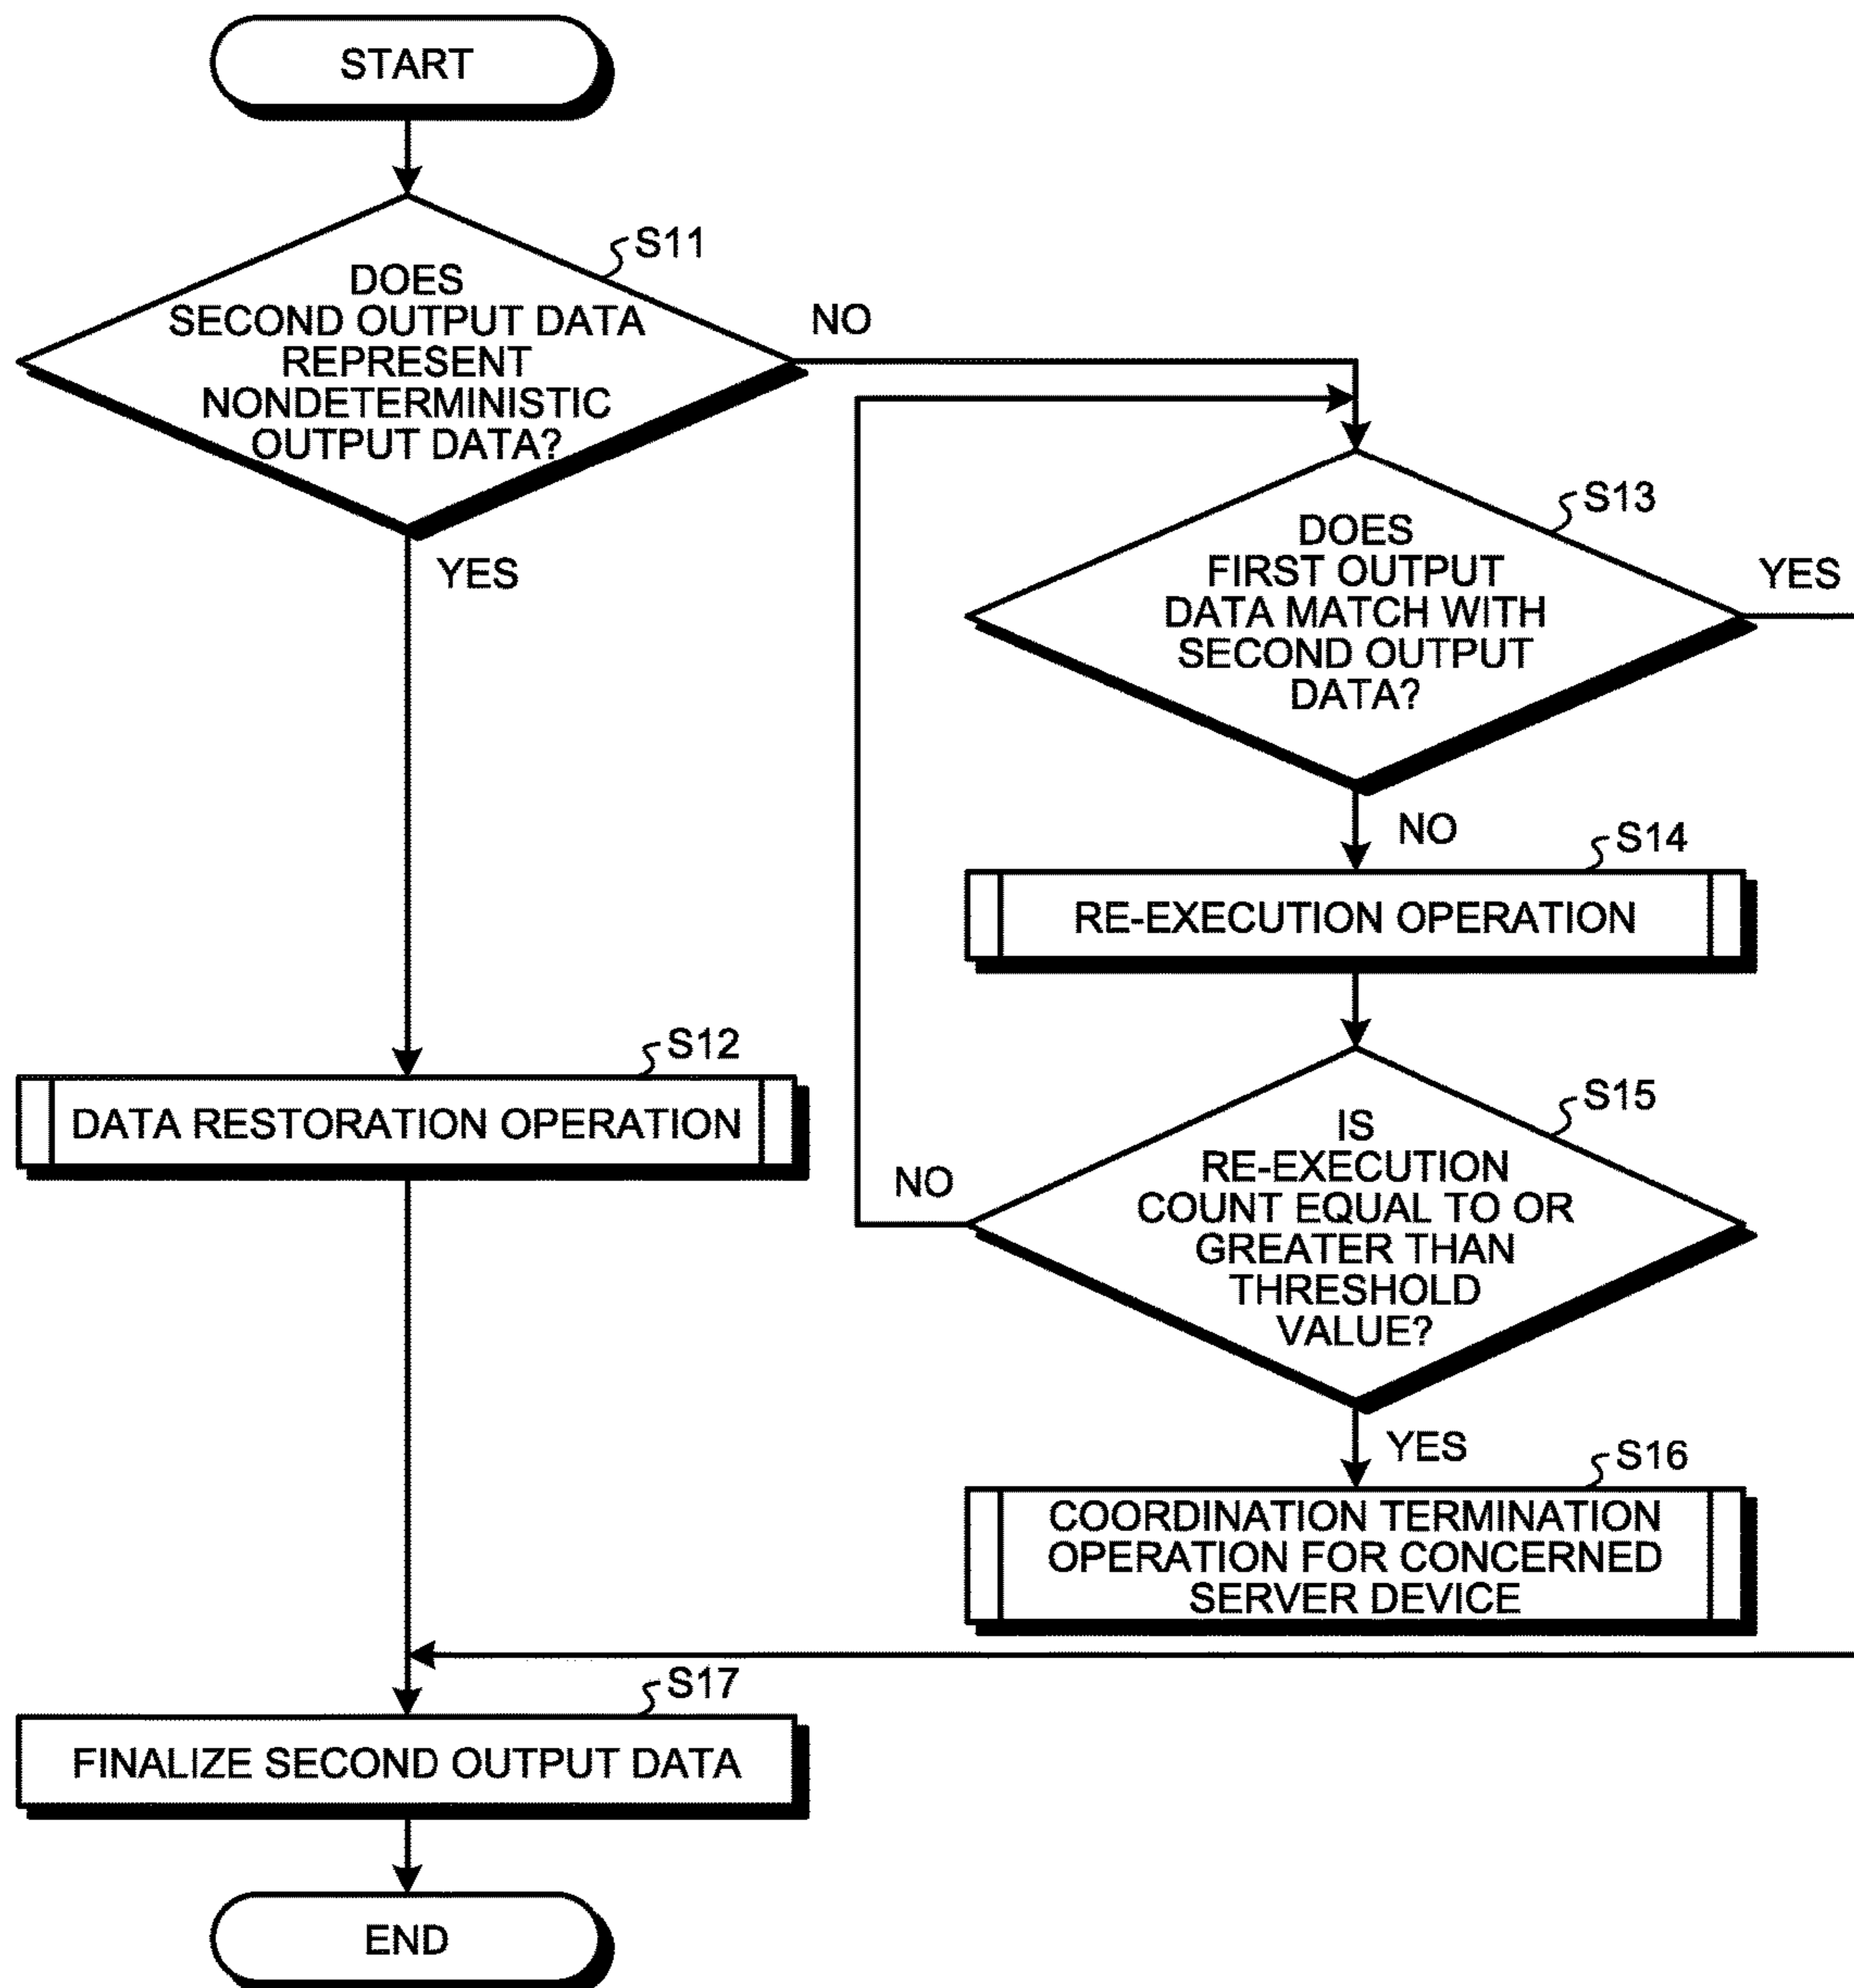 START
S11
DOES
SECOND OUTPUT DATA
REPRESENT
NONDETERMINISTIC
OUTPUT DATA?
NO
YES
S13
DOES
FIRST OUTPUT
DATA MATCH WITH
SECOND OUTPUT
DATA?
YES
NO
S14
RE-EXECUTION OPERATION
S12
DATA RESTORATION OPERATION
S15
IS
RE-EXECUTION
COUNT EQUAL TO OR
GREATER THAN
THRESHOLD
VALUE?
NO
YES
S16
COORDINATION TERMINATION
OPERATION FOR CONCERNED
SERVER DEVICE
S17
FINALIZE SECOND OUTPUT DATA
END